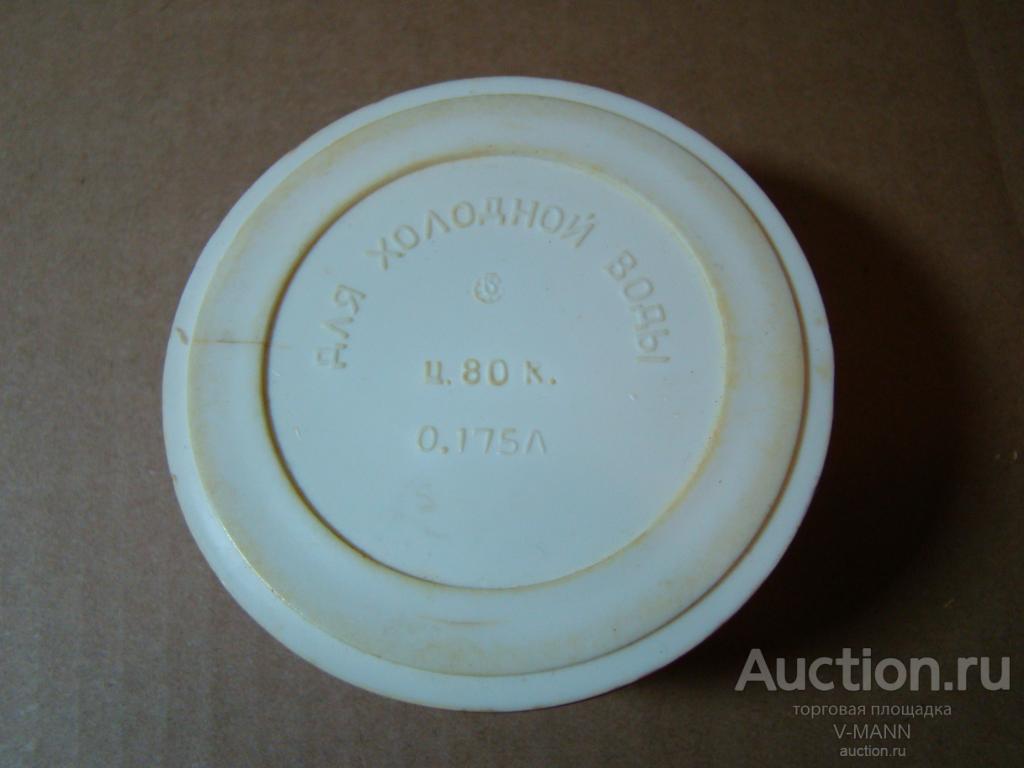 ДЛЯ ХОЛОДНОЙ ВОДЫ
Ц. 80 К.
0,175Л
Auction.ru
торговая площадка
V-MANN
auction.ru